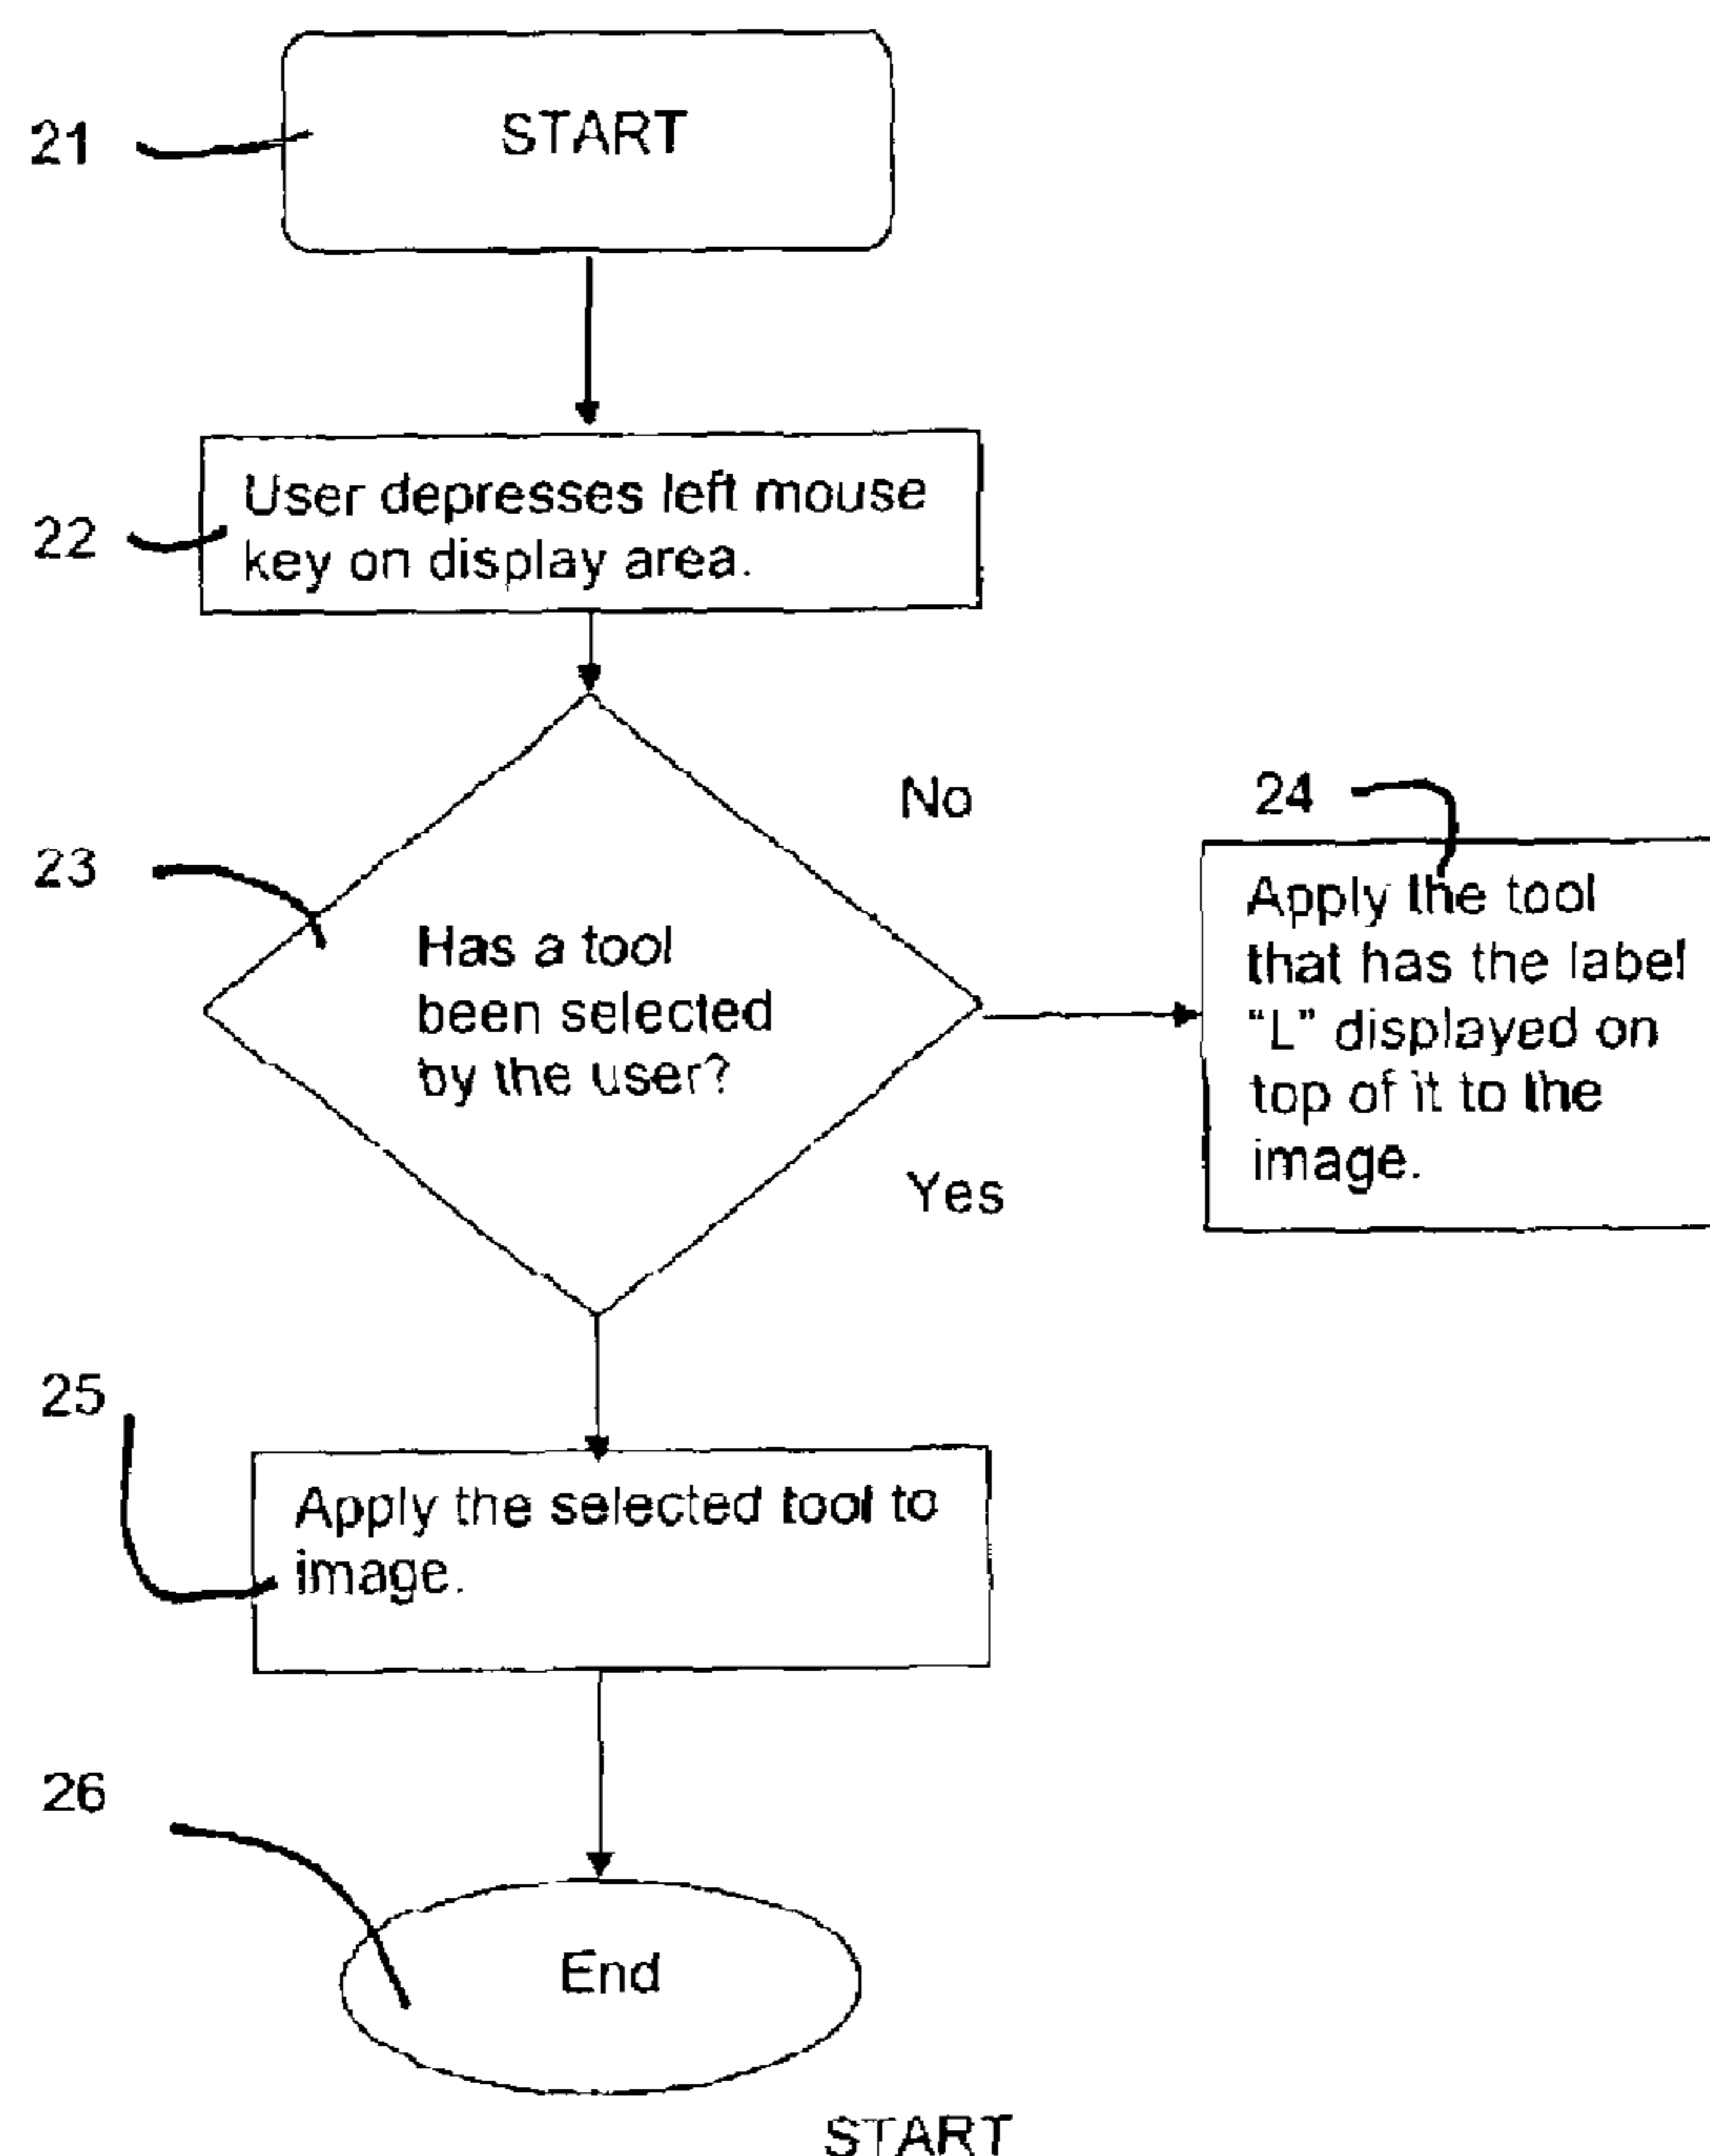 21
START
22
User depresses left mouse
key on display area.
No
23
Has a tool
been selected
by the user?
24
Apply the tool
that has the label
“L” displayed on
top of it to the
image.
Yes
25
Apply the selected tool to
image.
26
End
START